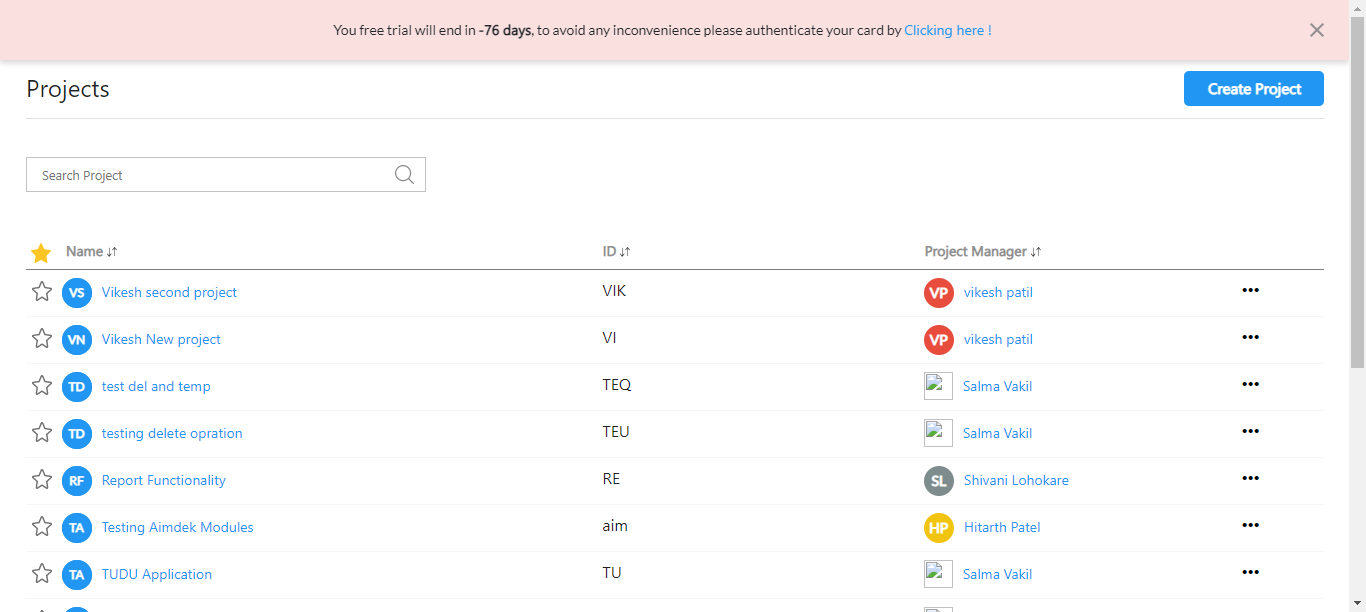 You free trial will end in -76 days, to avoid any inconvenience please authenticate your card by Clicking here !
Projects
Create Project
Search Project
Name ID Project Manager
VS Vikesh second project VIK VP vikesh patil
VN Vikesh New project VI VP vikesh patil
TD test del and temp TEQ Salma Vakil
TD testing delete opration TEU Salma Vakil
RF Report Functionality RE SL Shivani Lohokare
TA Testing Aimdek Modules aim HP Hitarth Patel
TA TUDU Application TU Salma Vakil